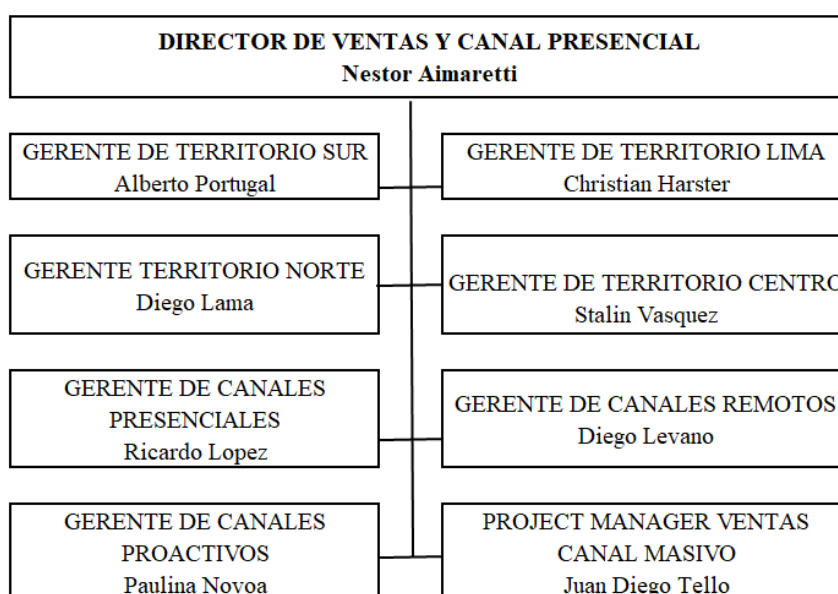 DIRECTOR DE VENTAS Y CANAL PRESENCIAL
Nestor Aimaretti
GERENTE DE TERRITORIO SUR
Alberto Portugal
GERENTE DE TERRITORIO LIMA
Christian Harster
GERENTE TERRITORIO NORTE
Diego Lama
GERENTE DE TERRITORIO CENTRO
Stalin Vasquez
GERENTE DE CANALES
PRESENCIALES
Ricardo Lopez
GERENTE DE CANALES REMOTOS
Diego Levano
GERENTE DE CANALES
PROACTIVOS
Paulina Novoa
PROJECT MANAGER VENTAS
CANAL MASIVO
Juan Diego Tello